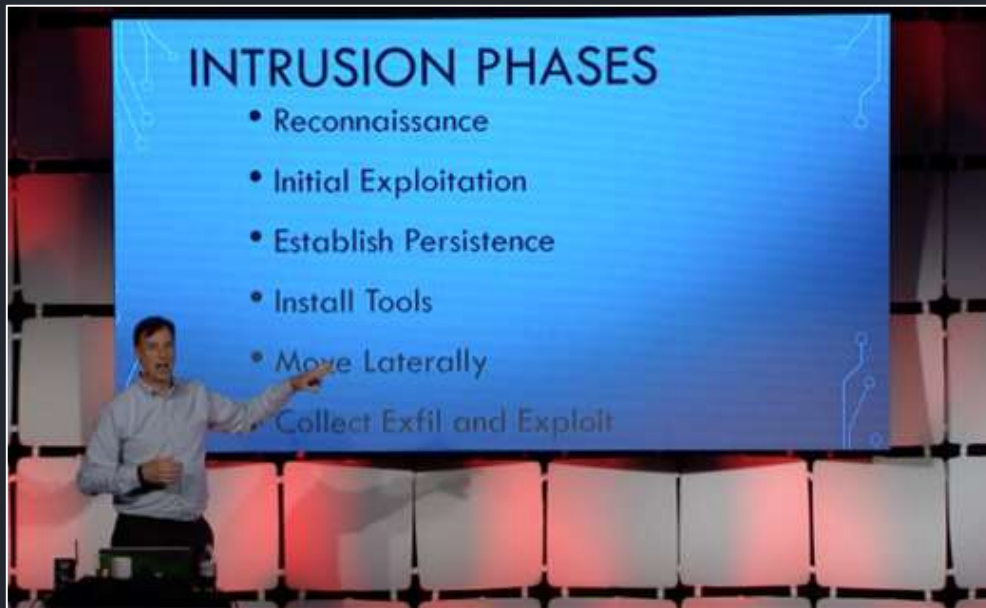 INTRUSION PHASES
• Reconnaissance
• Initial Exploitation
• Establish Persistence
• Install Tools
• Move Laterally
• Collect Exfil and Exploit